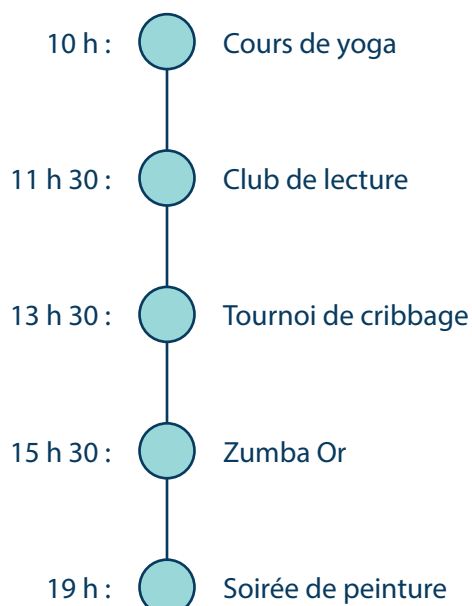 10 h : Cours de yoga
11 h 30 : Club de lecture
13 h 30 : Tournoi de cribbage
15 h 30 : Zumba Or
19 h : Soirée de peinture